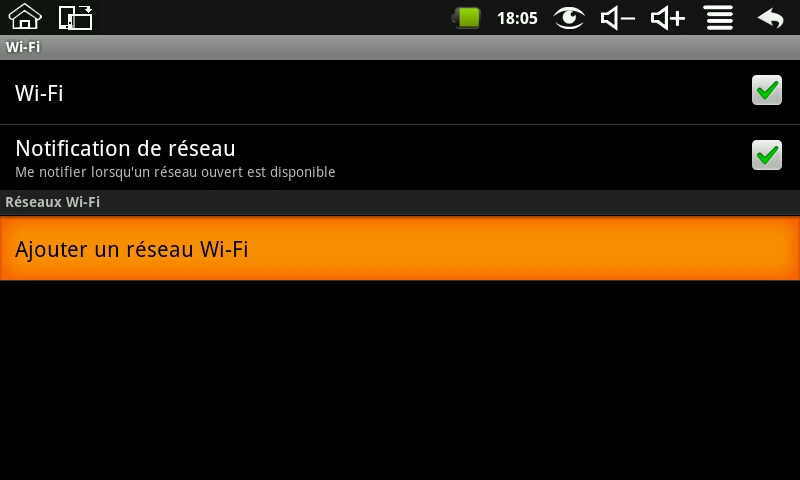 18:05
Wi-Fi
Wi-Fi
Notification de réseau
Me notifier lorsqu'un réseau ouvert est disponible
Réseaux Wi-Fi
Ajouter un réseau Wi-Fi